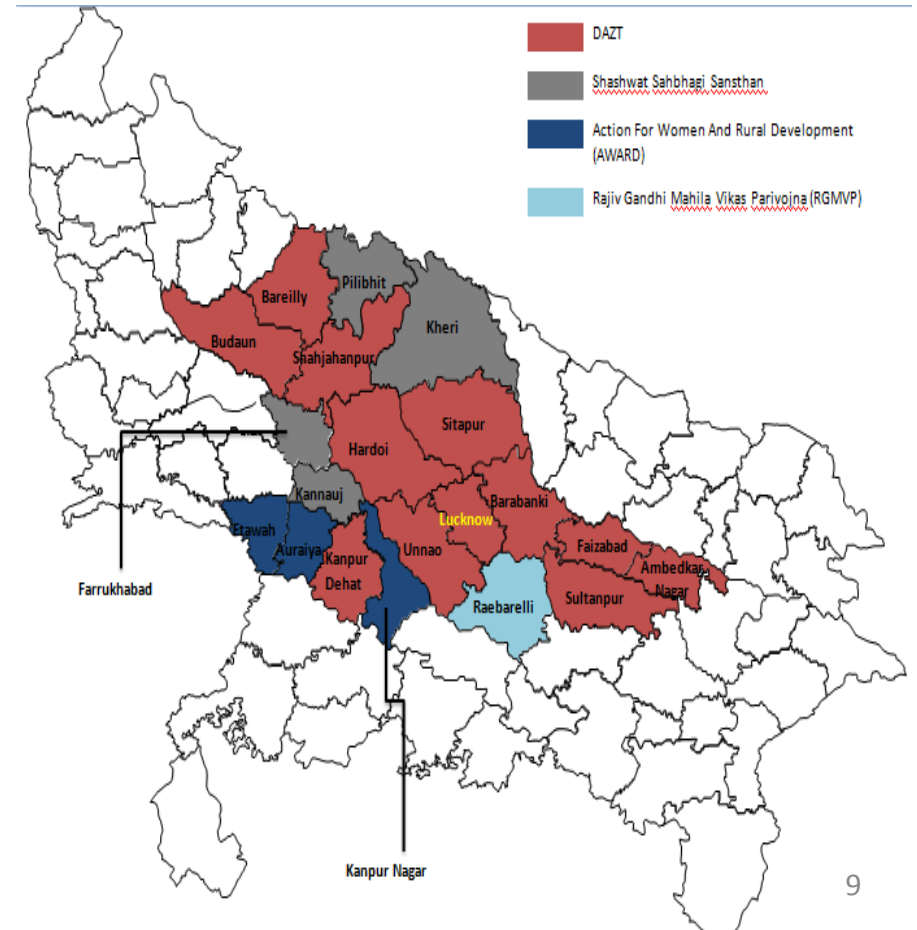 DAZT
Shashwat Sahbhagi Sansthan
Action For Women And Rural Development
(AWARD)
Rajiv Gandhi Mahila Vikas Parivojna (RGMVP)
Pilibhit
Bareilly
Kheri
Budaun
Shahjahanpur
Sitapur
Hardoi
Kannauj
Barabanki
Lucknow
Etawah
Auraiya
Unnao
Faizabad
Kanpur
Dehat
Ambedkar
Nagar
Sultanpur
Raebarelli
Farrukhabad
Kanpur Nagar
9